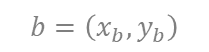 b = (x_b, y_b)